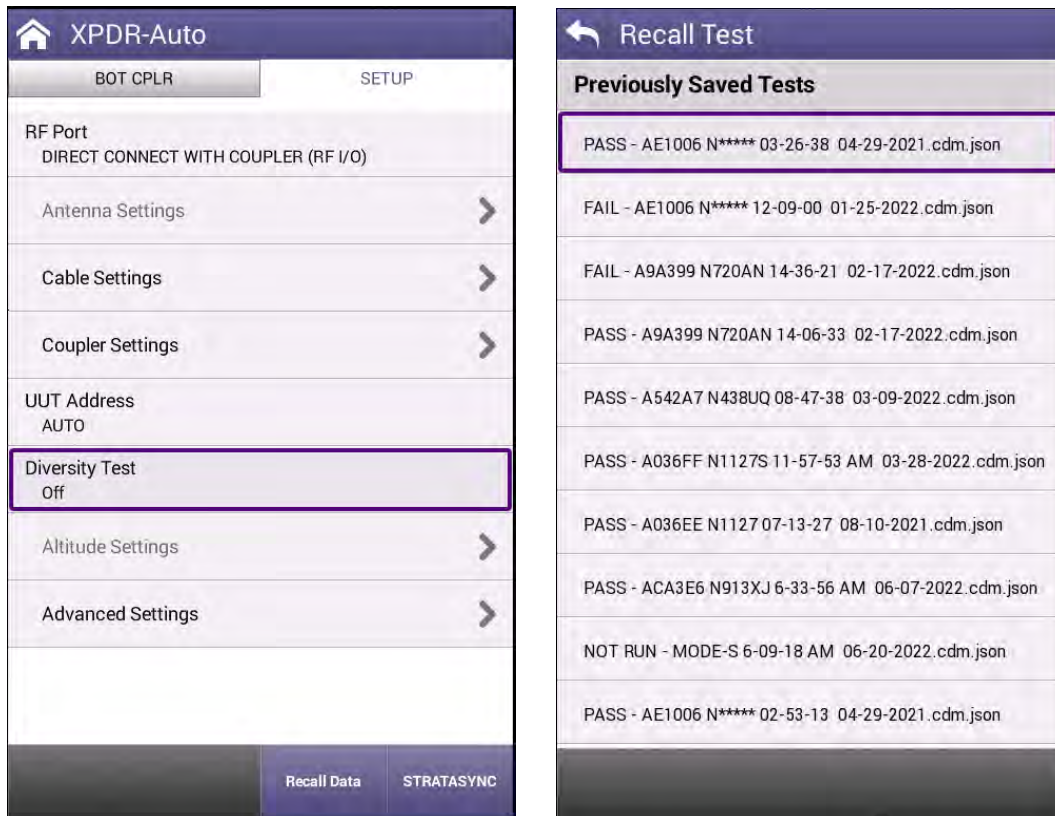 XPDR-Auto
BOT CPLR
SETUP
RF Port
DIRECT CONNECT WITH COUPLER (RF I/O)
Antenna Settings
Cable Settings
Coupler Settings
UUT Address
AUTO
Diversity Test
Off
Altitude Settings
Advanced Settings
Recall Data
STRATASYNC
Recall Test
Previously Saved Tests
PASS - AE1006 N***** 03-26-38 04-29-2021.cdm.json
FAIL - AE1006 N***** 12-09-00 01-25-2022.cdm.json
FAIL - A9A399 N720AN 14-36-21 02-17-2022.cdm.json
PASS - A9A399 N720AN 14-06-33 02-17-2022.cdm.json
PASS - A542A7 N438UQ 08-47-38 03-09-2022.cdm.json
PASS - A036FF N1127S 11-57-53 AM 03-28-2022.cdm.json
PASS - A036EE N1127 07-13-27 08-10-2021.cdm.json
PASS - ACA3E6 N913XJ 6-33-56 AM 06-07-2022.cdm.json
NOT RUN - MODE-S 6-09-18 AM 06-20-2022.cdm.json
PASS - AE1006 N***** 02-53-13 04-29-2021.cdm.json